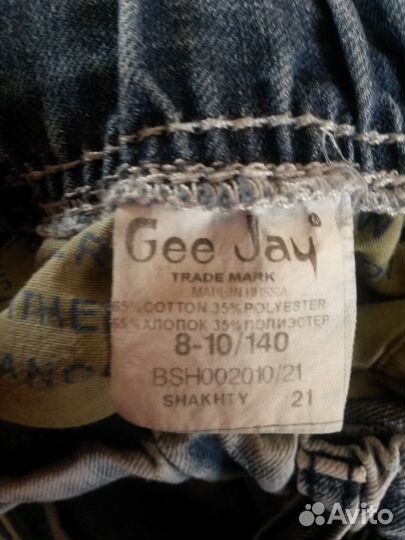 Gee Jay®
TRADE MARK
MADE IN RUSSIA
65% COTTON 35% POLYESTER
65% ХЛОПОК 35% ПОЛИЭСТЕР
8-10/140
BSH002010/21
SHAKHTY 21
THE
Avito